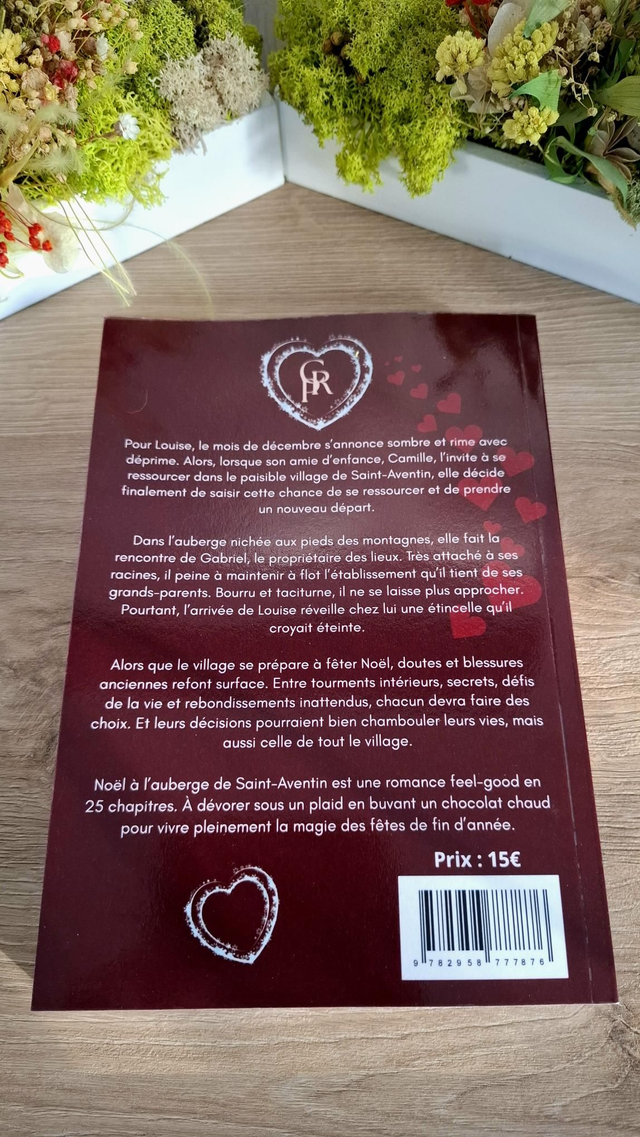 GR
Pour Louise, le mois de décembre s'annonce sombre et rime avec
déprime. Alors, lorsque son amie d'enfance, Camille, l'invite à se
ressourcer dans le paisible village de Saint-Aventin, elle décide
finalement de saisir cette chance de se ressourcer et de prendre
un nouveau départ.
Dans l'auberge nichée aux pieds des montagnes, elle fait la
rencontre de Gabriel, le propriétaire des lieux. Très attaché à ses
racines, il peine à maintenir à flot l'établissement qu'il tient de ses
grands-parents. Bourru et taciturne, il ne se laisse plus approcher.
Pourtant, l'arrivée de Louise réveille chez lui une étincelle qu'il
croyait éteinte.
Alors que le village se prépare à fêter Noël, doutes et blessures
anciennes refont surface. Entre tourments intérieurs, secrets, défis
de la vie et rebondissements inattendus, chacun devra faire des
choix. Et leurs décisions pourraient bien chambouler leurs vies, mais
aussi celle de tout le village.
Noël à l'auberge de Saint-Aventin est une romance feel-good en
25 chapitres. À dévorer sous un plaid en buvant un chocolat chaud
pour vivre pleinement la magie des fêtes de fin d'année.
Prix : 15€
9 782958 777876